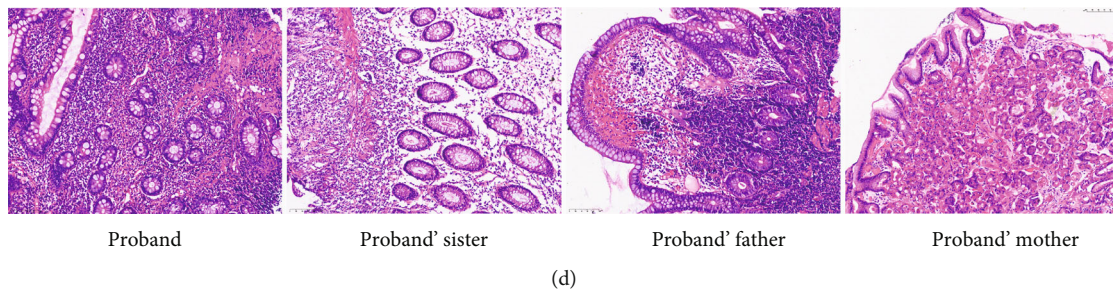 Proband
Proband' sister
Proband' father
Proband' mother
(d)